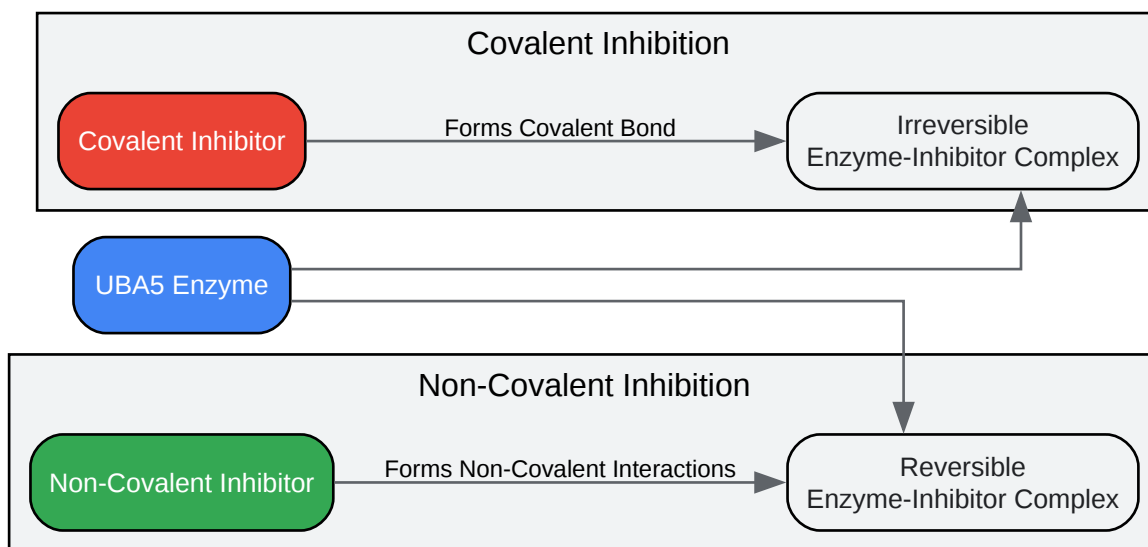 Covalent Inhibition
Covalent Inhibitor
Forms Covalent Bond
Irreversible
Enzyme-Inhibitor Complex
UBA5 Enzyme
Non-Covalent Inhibition
Non-Covalent Inhibitor
Forms Non-Covalent Interactions
Reversible
Enzyme-Inhibitor Complex